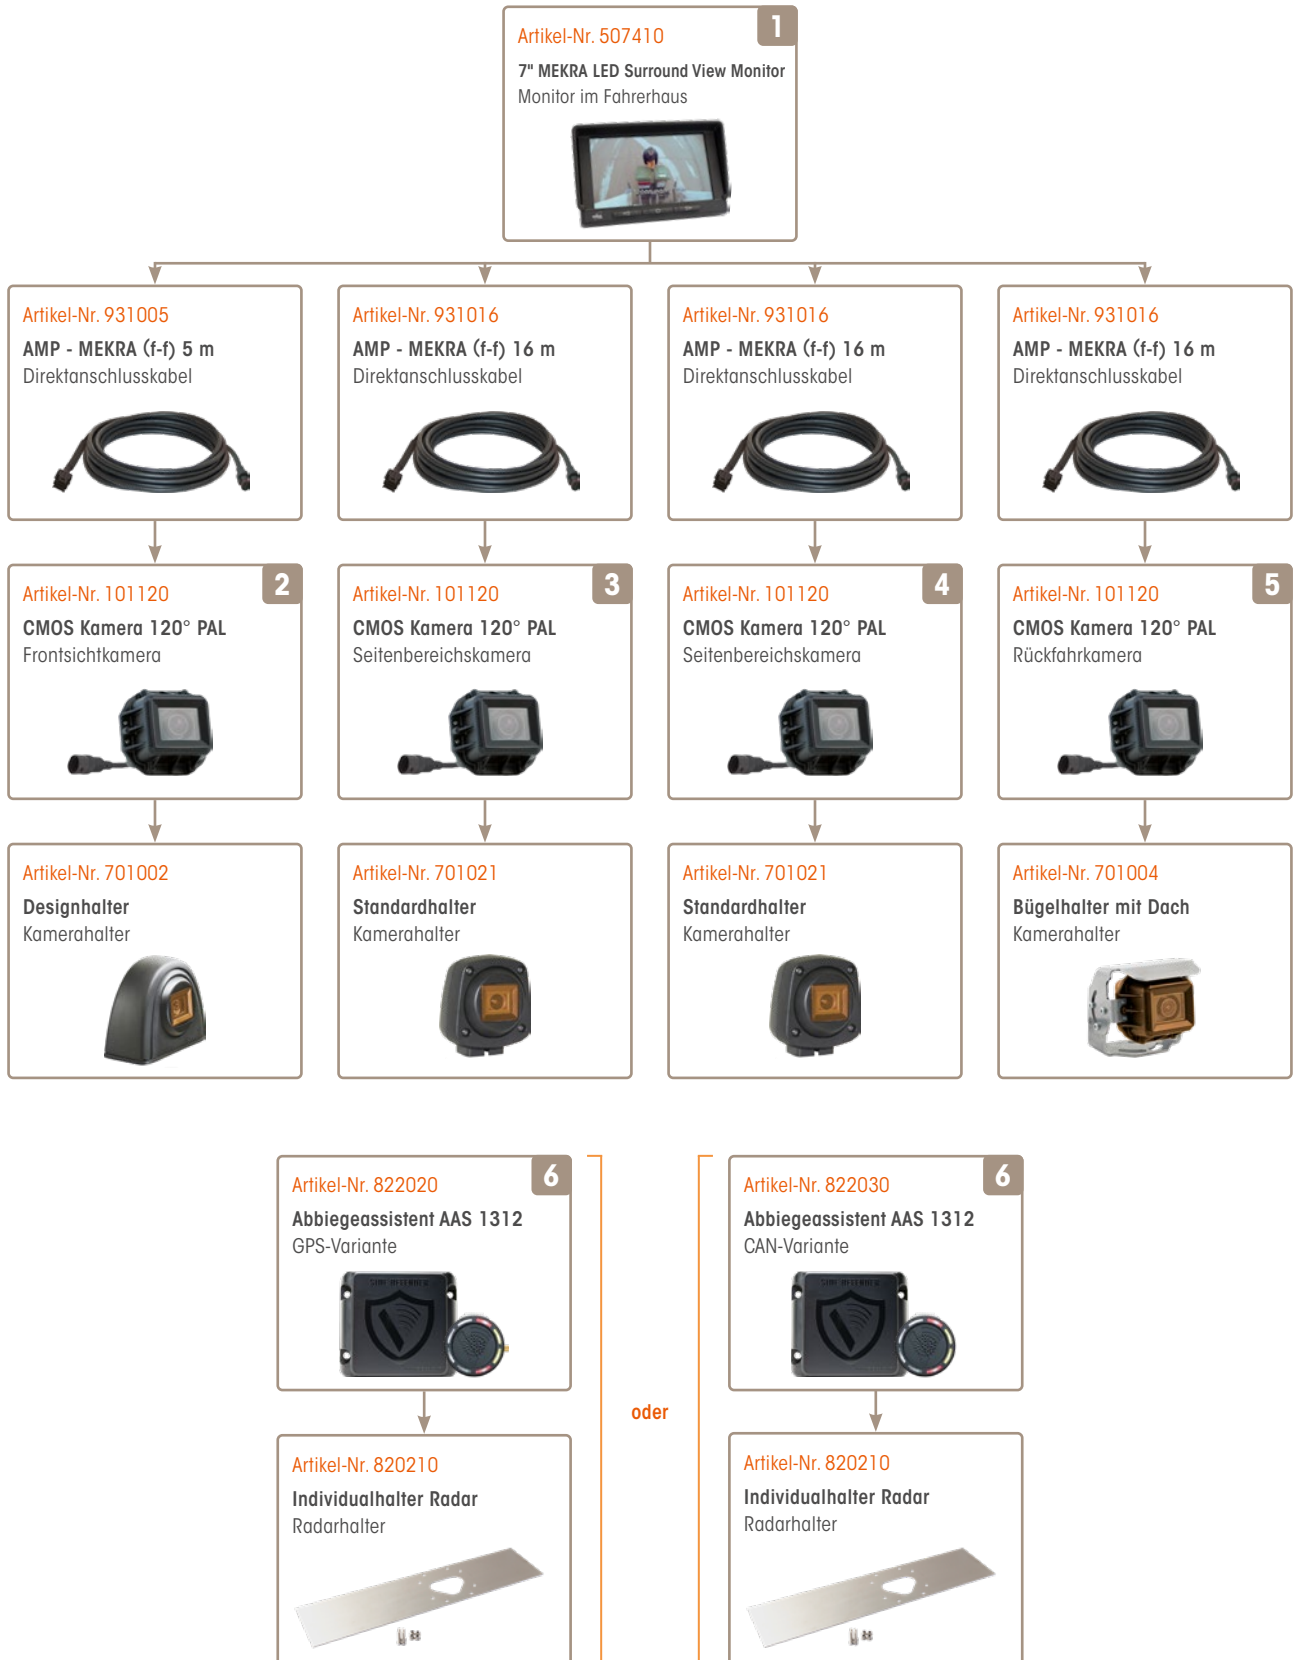 1
Artikel-Nr. 507410
7" MEKRA LED Surround View Monitor
Monitor im Fahrerhaus
Artikel-Nr. 931005
AMP - MEKRA (f-f) 5 m
Direktanschlusskabel
Artikel-Nr. 931016
AMP - MEKRA (f-f) 16 m
Direktanschlusskabel
Artikel-Nr. 931016
AMP - MEKRA (f-f) 16 m
Direktanschlusskabel
Artikel-Nr. 931016
AMP - MEKRA (f-f) 16 m
Direktanschlusskabel
2
Artikel-Nr. 101120
CMOS Kamera 120° PAL
Frontsichtkamera
3
Artikel-Nr. 101120
CMOS Kamera 120° PAL
Seitenbereichskamera
4
Artikel-Nr. 101120
CMOS Kamera 120° PAL
Seitenbereichskamera
5
Artikel-Nr. 101120
CMOS Kamera 120° PAL
Rückfahrkamera
Artikel-Nr. 701002
Designhalter
Kamerahalter
Artikel-Nr. 701021
Standardhalter
Kamerahalter
Artikel-Nr. 701021
Standardhalter
Kamerahalter
Artikel-Nr. 701004
Bügelhalter mit Dach
Kamerahalter
6
Artikel-Nr. 822020
Abbiegeassistent AAS 1312
GPS-Variante
6
Artikel-Nr. 822030
Abbiegeassistent AAS 1312
CAN-Variante
oder
Artikel-Nr. 820210
Individualhalter Radar
Radarhalter
Artikel-Nr. 820210
Individualhalter Radar
Radarhalter